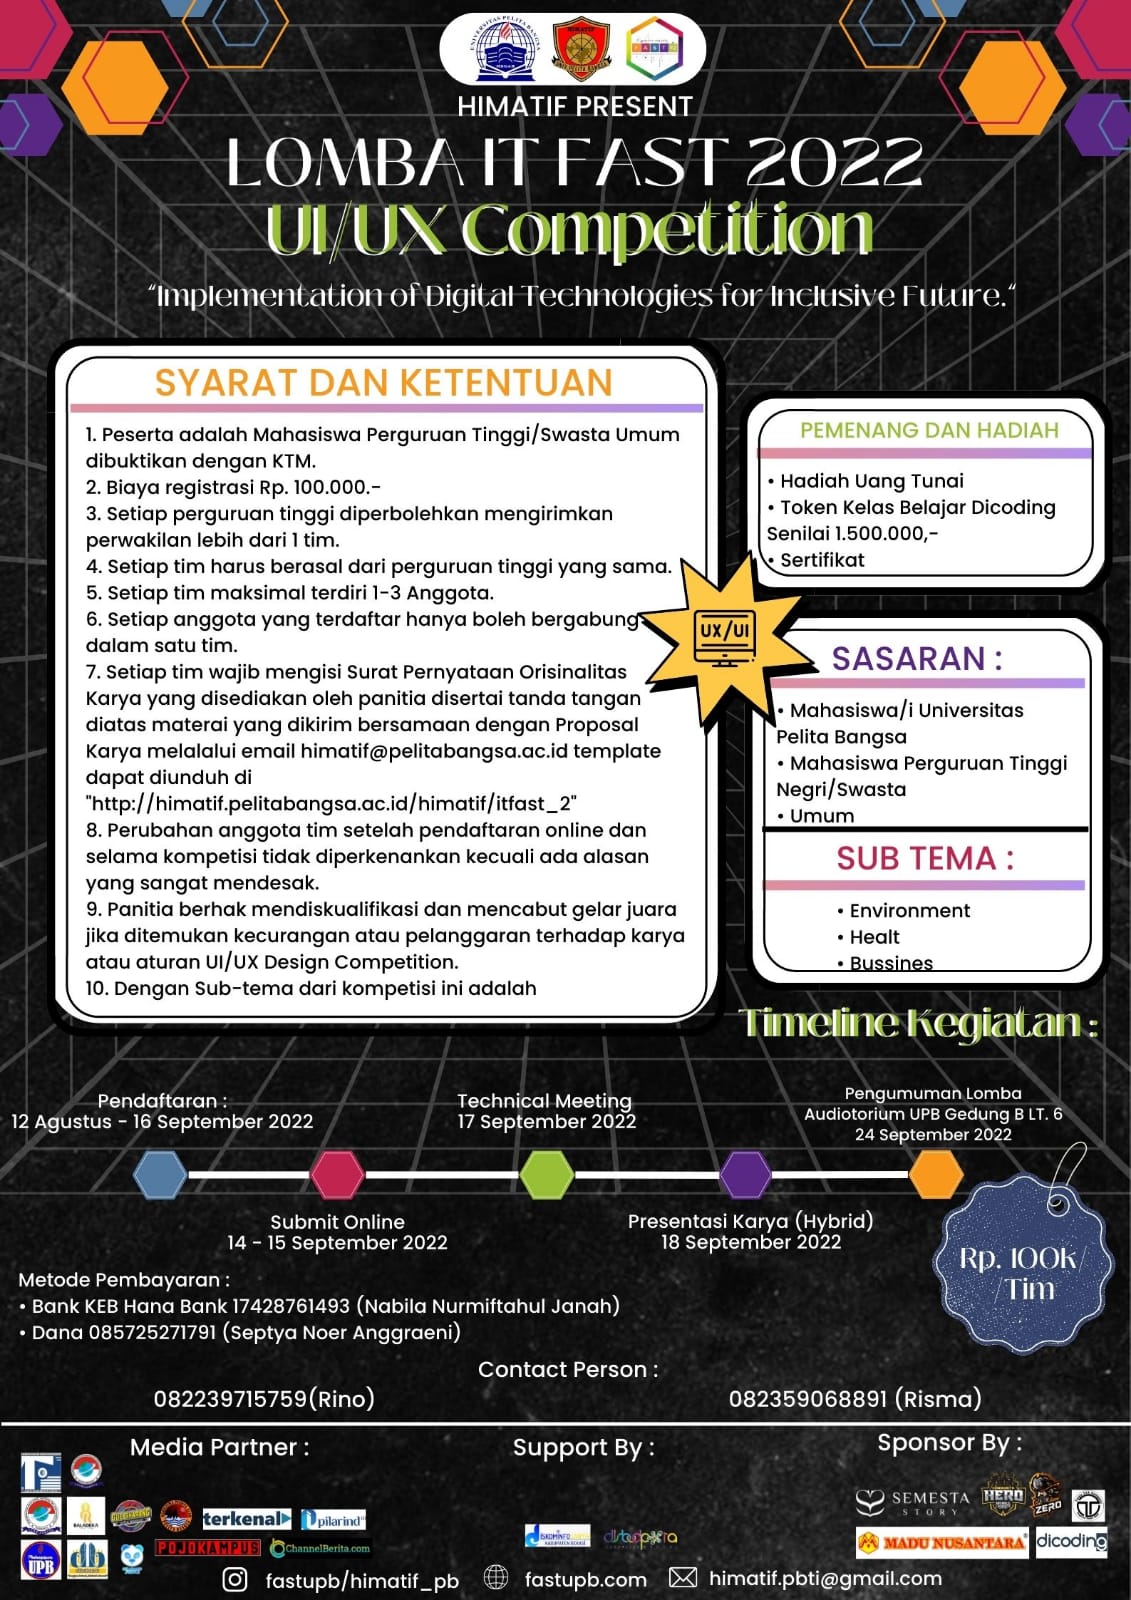 UNIVERSITAS PELITA BANGSA
HIMATIF
FASTO
HIMATIF PRESENT
LOMBA IT FAST 2022
UI/UX Competition
“Implementation of Digital Technologies for Inclusive Future.“
SYARAT DAN KETENTUAN
1. Peserta adalah Mahasiswa Perguruan Tinggi/Swasta Umum
dibuktikan dengan KTM.
2. Biaya registrasi Rp. 100.000.-
3. Setiap perguruan tinggi diperbolehkan mengirimkan
perwakilan lebih dari 1 tim.
4. Setiap tim harus berasal dari perguruan tinggi yang sama.
5. Setiap tim maksimal terdiri 1-3 Anggota.
6. Setiap anggota yang terdaftar hanya boleh bergabung
dalam satu tim.
7. Setiap tim wajib mengisi Surat Pernyataan Orisinalitas
Karya yang disediakan oleh panitia disertai tanda tangan
diatas materai yang dikirim bersamaan dengan Proposal
Karya melalalui email himatif@pelitabangsa.ac.id template
dapat diunduh di
"http://himatif.pelitabangsa.ac.id/himatif/itfast_2"
8. Perubahan anggota tim setelah pendaftaran online dan
selama kompetisi tidak diperkenankan kecuali ada alasan
yang sangat mendesak.
9. Panitia berhak mendiskualifikasi dan mencabut gelar juara
jika ditemukan kecurangan atau pelanggaran terhadap karya
atau aturan UI/UX Design Competition.
10. Dengan Sub-tema dari kompetisi ini adalah
PEMENANG DAN HADIAH
• Hadiah Uang Tunai
• Token Kelas Belajar Dicoding
Senilai 1.500.000,-
• Sertifikat
UX/UI
SASARAN :
• Mahasiswa/i Universitas
Pelita Bangsa
• Mahasiswa Perguruan Tinggi
Negri/Swasta
• Umum
SUB TEMA :
• Environment
• Healt
• Bussines
Timeline Kegiatan :
Pendaftaran :
12 Agustus - 16 September 2022
Technical Meeting
17 September 2022
Pengumuman Lomba
Audiotorium UPB Gedung B LT. 6
24 September 2022
Submit Online
14 - 15 September 2022
Presentasi Karya (Hybrid)
18 September 2022
Rp. 100k/
/Tim
Metode Pembayaran :
• Bank KEB Hana Bank 17428761493 (Nabila Nurmiftahul Janah)
• Dana 085725271791 (Septya Noer Anggraeni)
Contact Person :
082239715759(Rino)
082359068891 (Risma)
Media Partner :
Support By :
Sponsor By :
BALADEKA
terkenal
pilarind
UPB
POJOKAMPUS
ChannelBerita.com
SEMESTA
STORY
HERO
ZERO
MADU NUSANTARA
dicoding
fastupb/himatif_pb
fastupb.com
himatif.pbti@gmail.com